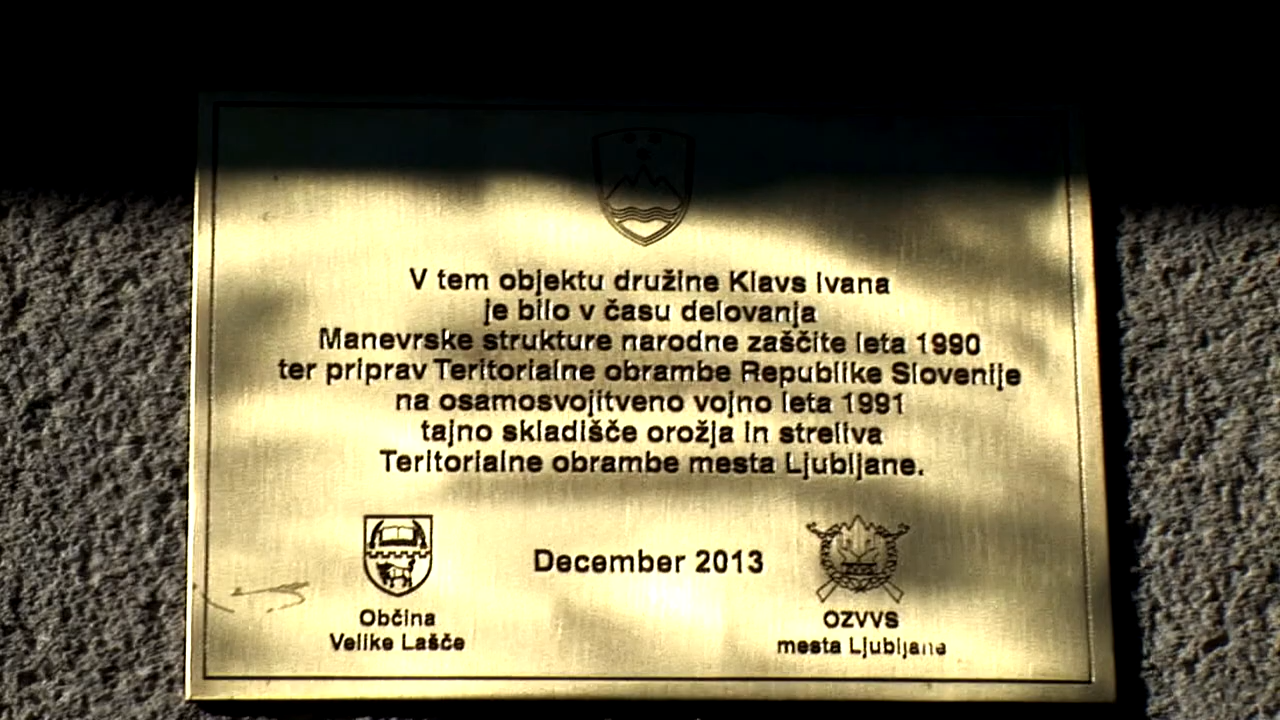 V tem objektu družine Klavs Ivana
je bilo v času delovanja
Manevrske strukture narodne zaščite leta 1990
ter priprav Teritorialne obrambe Republike Slovenije
na osamosvojitveno vojno leta 1991
tajno skladišče orožja in streliva
Teritorialne obrambe mesta Ljubljane.
December 2013
Občina
Velike Lašče
OZVVS
mesta Ljubljana